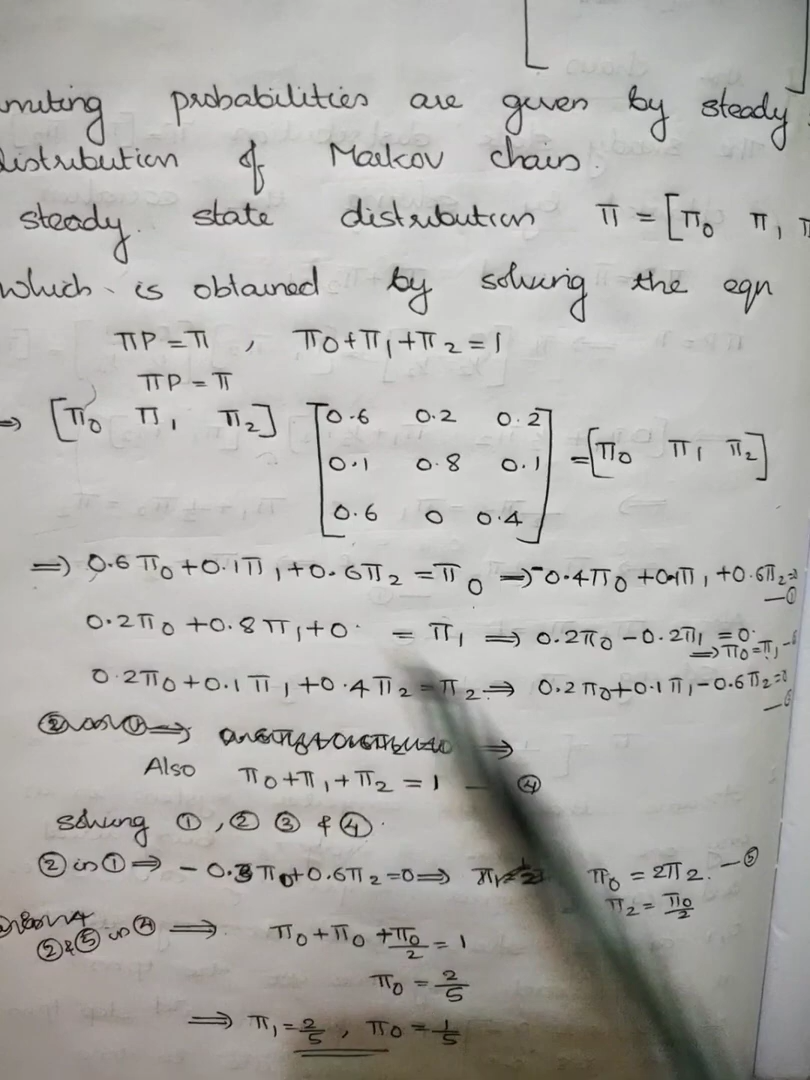 probabilities are given by steady
distribution of Markov chain.
steady state distribution π = [π₀ π₁
which is obtained by solving the eqn
πP = π , π₀+π₁+π₂ = 1
πP = π
⇒ [π₀ π₁ π₂] [0.6 0.2 0.2
0.1 0.8 0.1
0.6 0 0.4] = [π₀ π₁ π₂]
⇒ 0.6π₀+0.1π₁+0.6π₂ = π₀ ⇒ -0.4π₀+0.1π₁+0.6π₂=0 —①
0.2π₀+0.8π₁+0 = π₁ ⇒ 0.2π₀-0.2π₁ = 0.
⇒ π₀=π₁
0.2π₀+0.1π₁+0.4π₂ = π₂ ⇒ 0.2π₀+0.1π₁-0.6π₂=0
⇒
Also π₀+π₁+π₂ = 1 — ④
solving ①, ② ③ & ④.
② in ① ⇒ -0.3π₀+0.6π₂=0 ⇒ π₀ = 2π₂. —⑤
π₂ = π₀/2
②&⑤ in ④ ⇒ π₀+π₀+π₀/2 = 1
π₀ = 2/5
⇒ π₁ = 2/5 , π₀ = 1/5